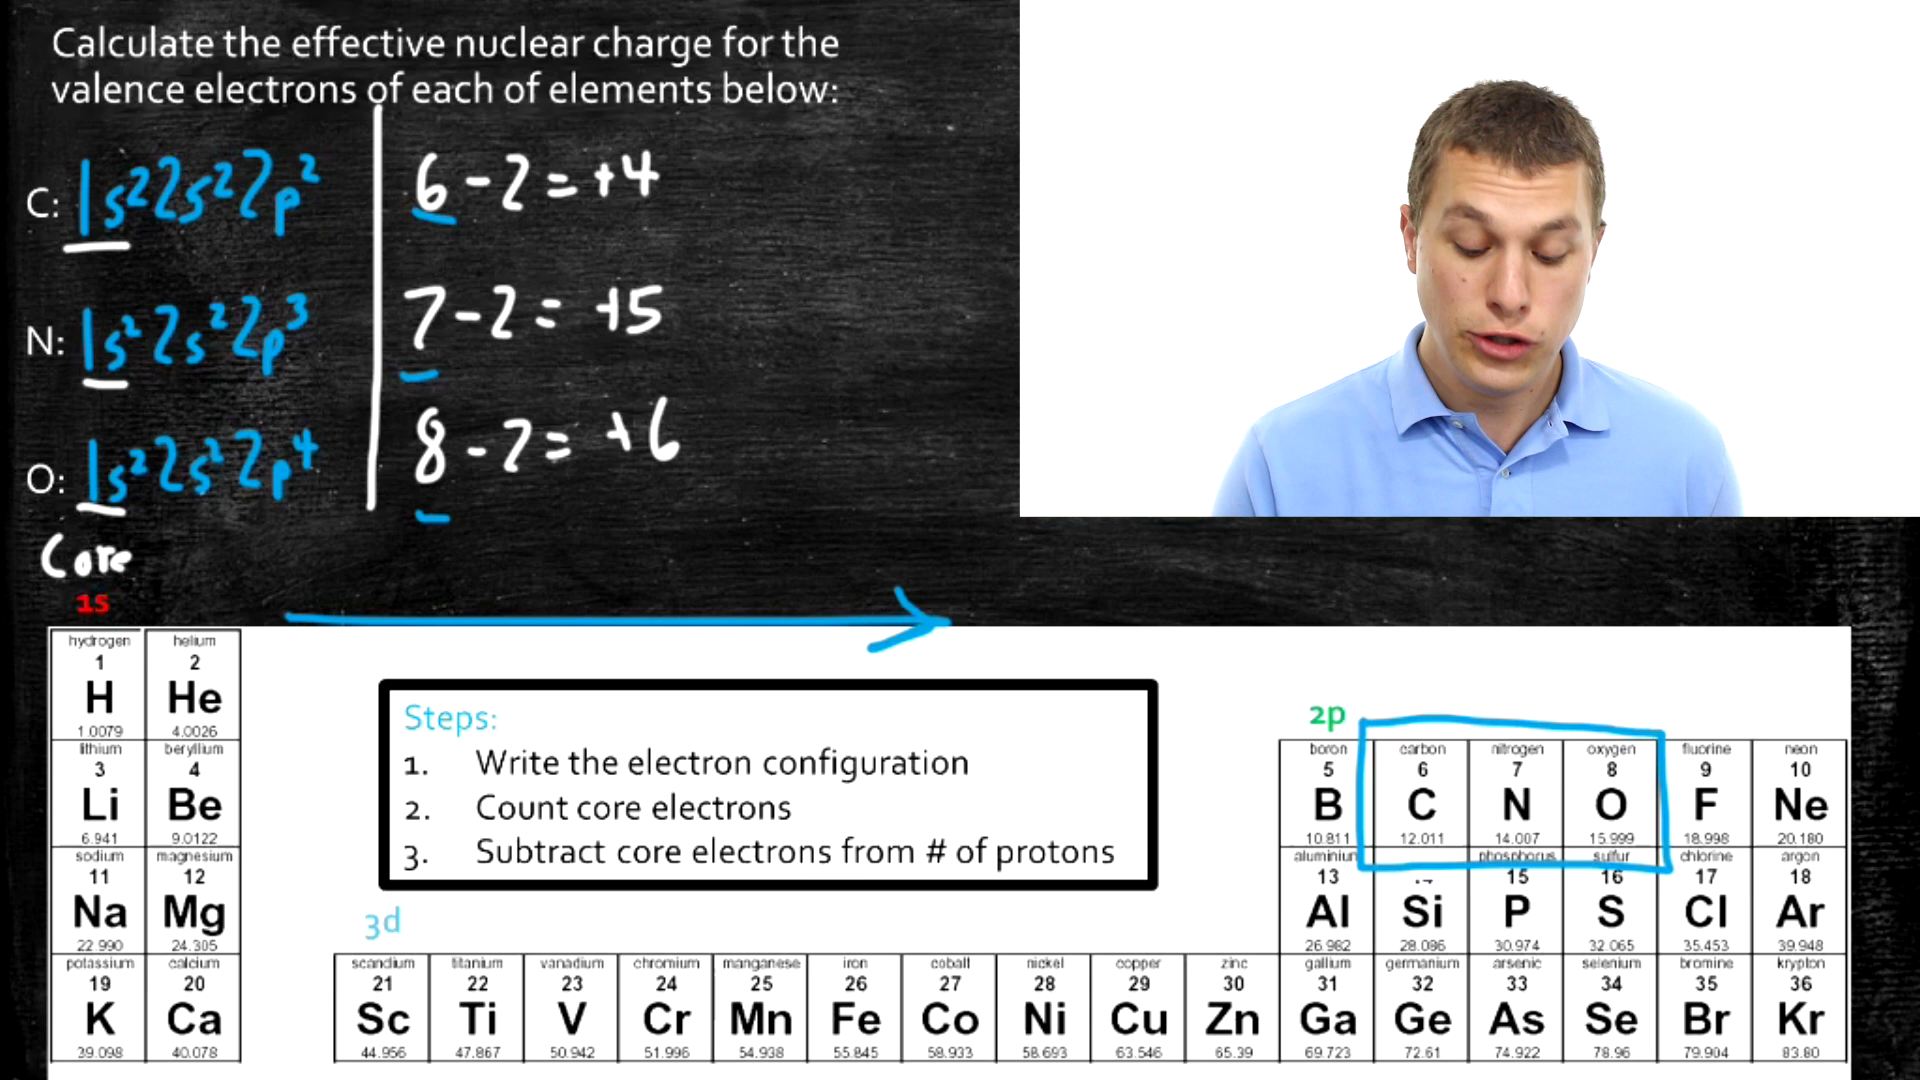 Calculate the effective nuclear charge for the
valence electrons of each of elements below:
C: 1s²2s²2p² 6-2=+4
N: 1s²2s²2p³ 7-2=+5
O: 1s²2s²2p⁴ 8-2=+6
Core
1s
Steps:
1. Write the electron configuration
2. Count core electrons
3. Subtract core electrons from # of protons
2p
3d
hydrogen helium
1 2
H He
1.0079 4.0026
lithium beryllium boron carbon nitrogen oxygen fluorine neon
3 4 5 6 7 8 9 10
Li Be B C N O F Ne
6.941 9.0122 10.811 12.011 14.007 15.999 18.998 20.180
sodium magnesium aluminium phosphorus sulfur chlorine argon
11 12 13 15 16 17 18
Na Mg Al Si P S Cl Ar
22.990 24.305 26.982 28.086 30.974 32.065 35.453 39.948
potassium calcium scandium titanium vanadium chromium manganese iron cobalt nickel copper zinc gallium germanium arsenic selenium bromine krypton
19 20 21 22 23 24 25 26 27 28 29 30 31 32 33 34 35 36
K Ca Sc Ti V Cr Mn Fe Co Ni Cu Zn Ga Ge As Se Br Kr
39.098 40.078 44.956 47.867 50.942 51.996 54.938 55.845 58.933 58.693 63.546 65.39 69.723 72.61 74.922 78.96 79.904 83.80